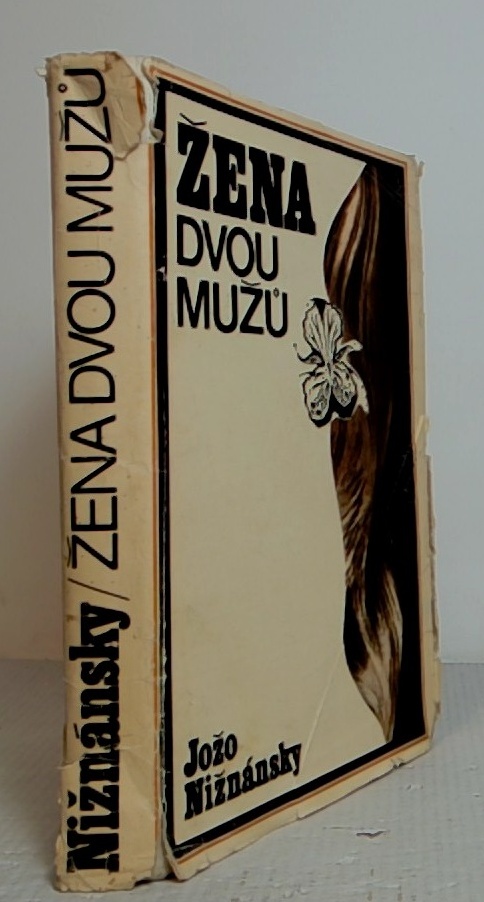 Nižnánsky / ŽENA DVOU MUŽŮ
ŽENA
DVOU
MUŽŮ
Jožo
Nižnánsky